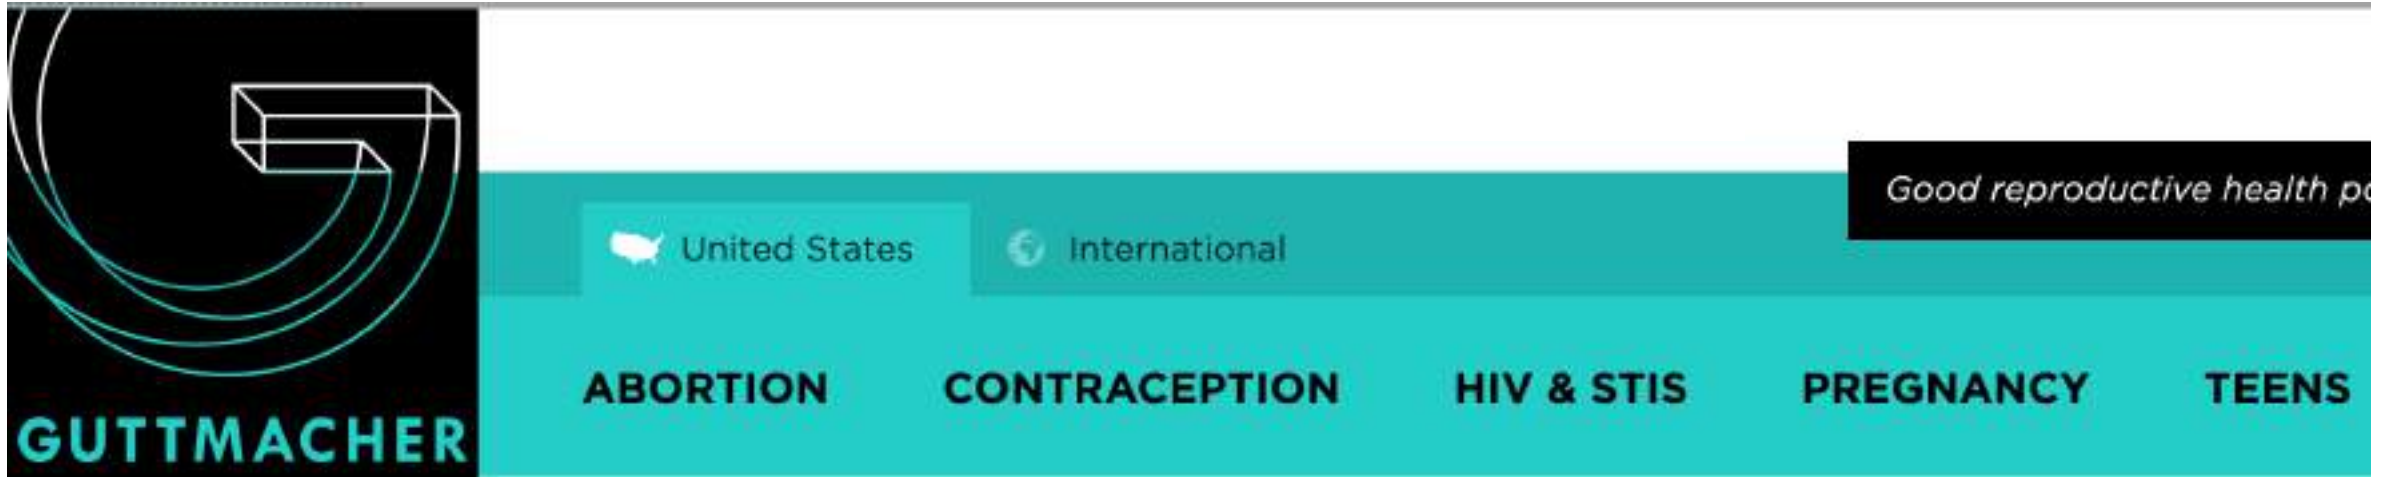 Good reproductive health
United States
International
ABORTION
CONTRACEPTION
HIV & STIS
PREGNANCY
TEENS
GUTTMACHER